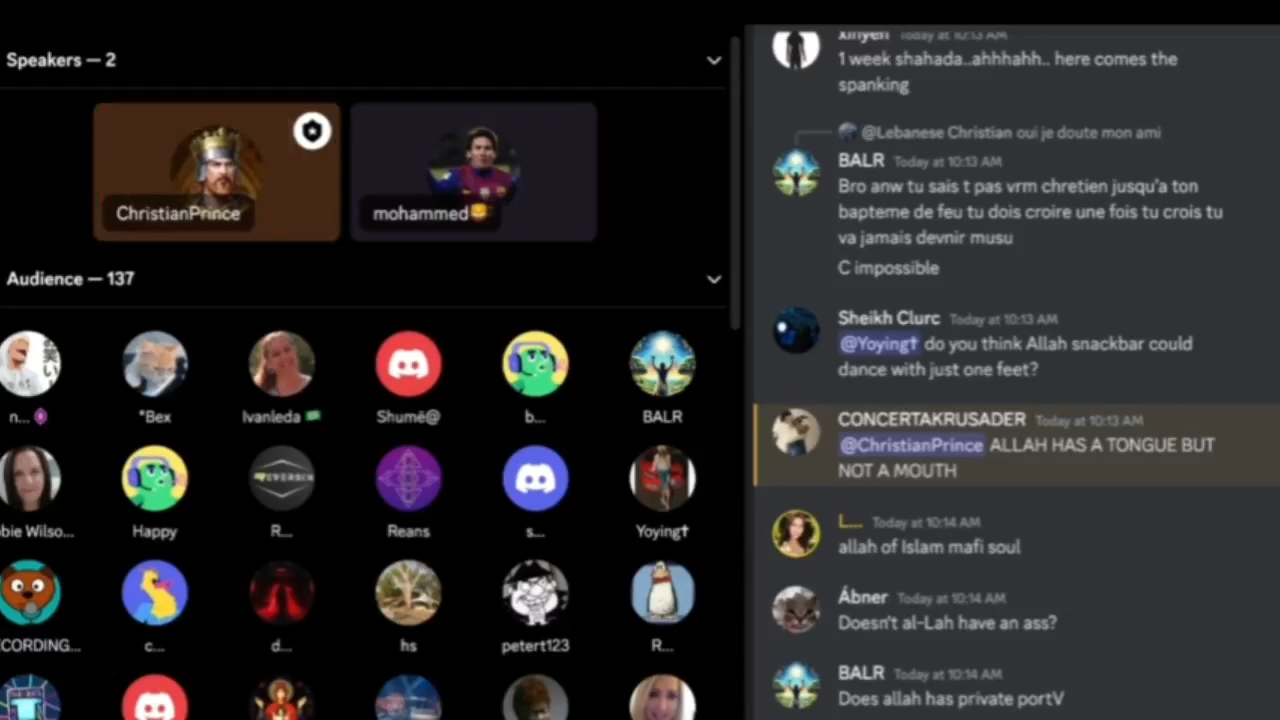 Speakers — 2
ChristianPrince
mohammed
Audience — 137
n...
*Bex
Ivanleda
Shumë@
b...
BALR
bie Wilso...
Happy
R...
Reans
s...
Yoying†
ECORDING...
c...
d...
hs
petert123
R...
xinyen Today at 10:13 AM
1 week shahada..ahhhahh.. here comes the
spanking
@Lebanese Christian oui je doute mon ami
BALR Today at 10:13 AM
Bro anw tu sais t pas vrm chretien jusqu'a ton
bapteme de feu tu dois croire une fois tu crois tu
va jamais devnir musu
C impossible
Sheikh Clurc Today at 10:13 AM
@Yoying† do you think Allah snackbar could
dance with just one feet?
CONCERTAKRUSADER Today at 10:13 AM
@ChristianPrince ALLAH HAS A TONGUE BUT
NOT A MOUTH
L... Today at 10:14 AM
allah of Islam mafi soul
Ábner Today at 10:14 AM
Doesn't al-Lah have an ass?
BALR Today at 10:14 AM
Does allah has private portV